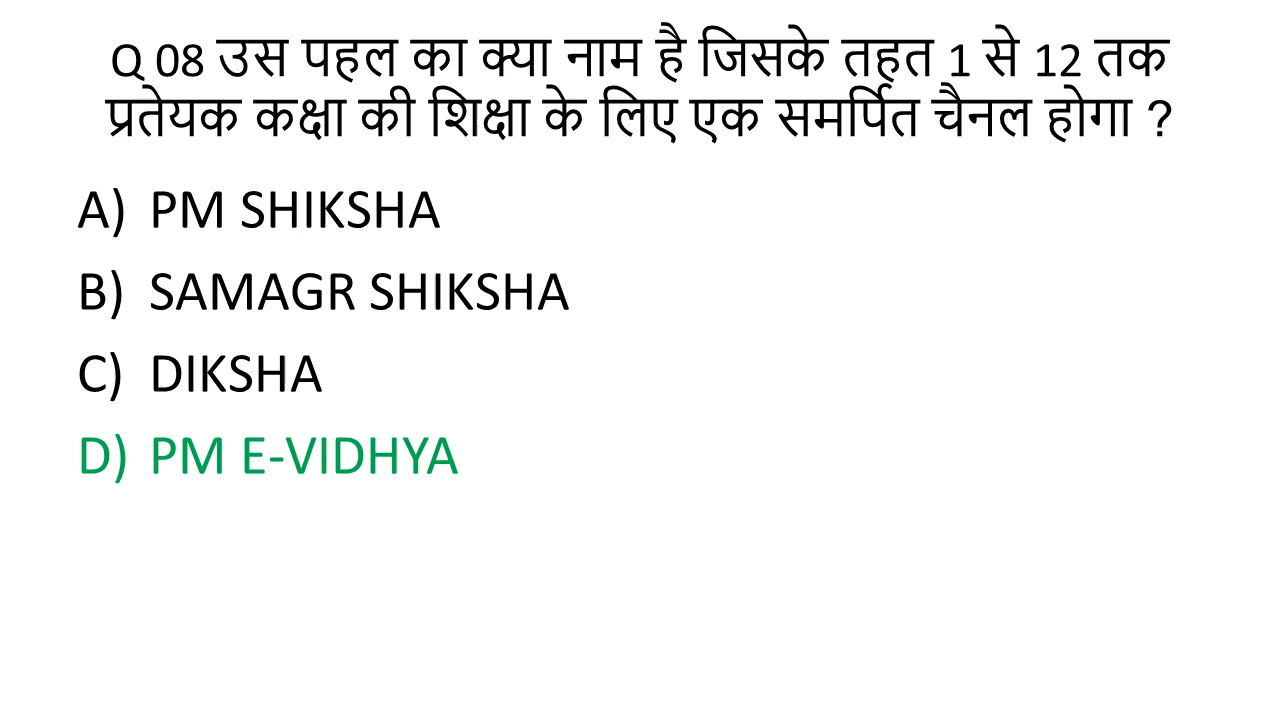 Q 08 उस पहल का क्या नाम है जिसके तहत 1 से 12 तक
प्रतेयक कक्षा की शिक्षा के लिए एक समर्पित चैनल होगा ?
A) PM SHIKSHA
B) SAMAGR SHIKSHA
C) DIKSHA
D) PM E-VIDHYA